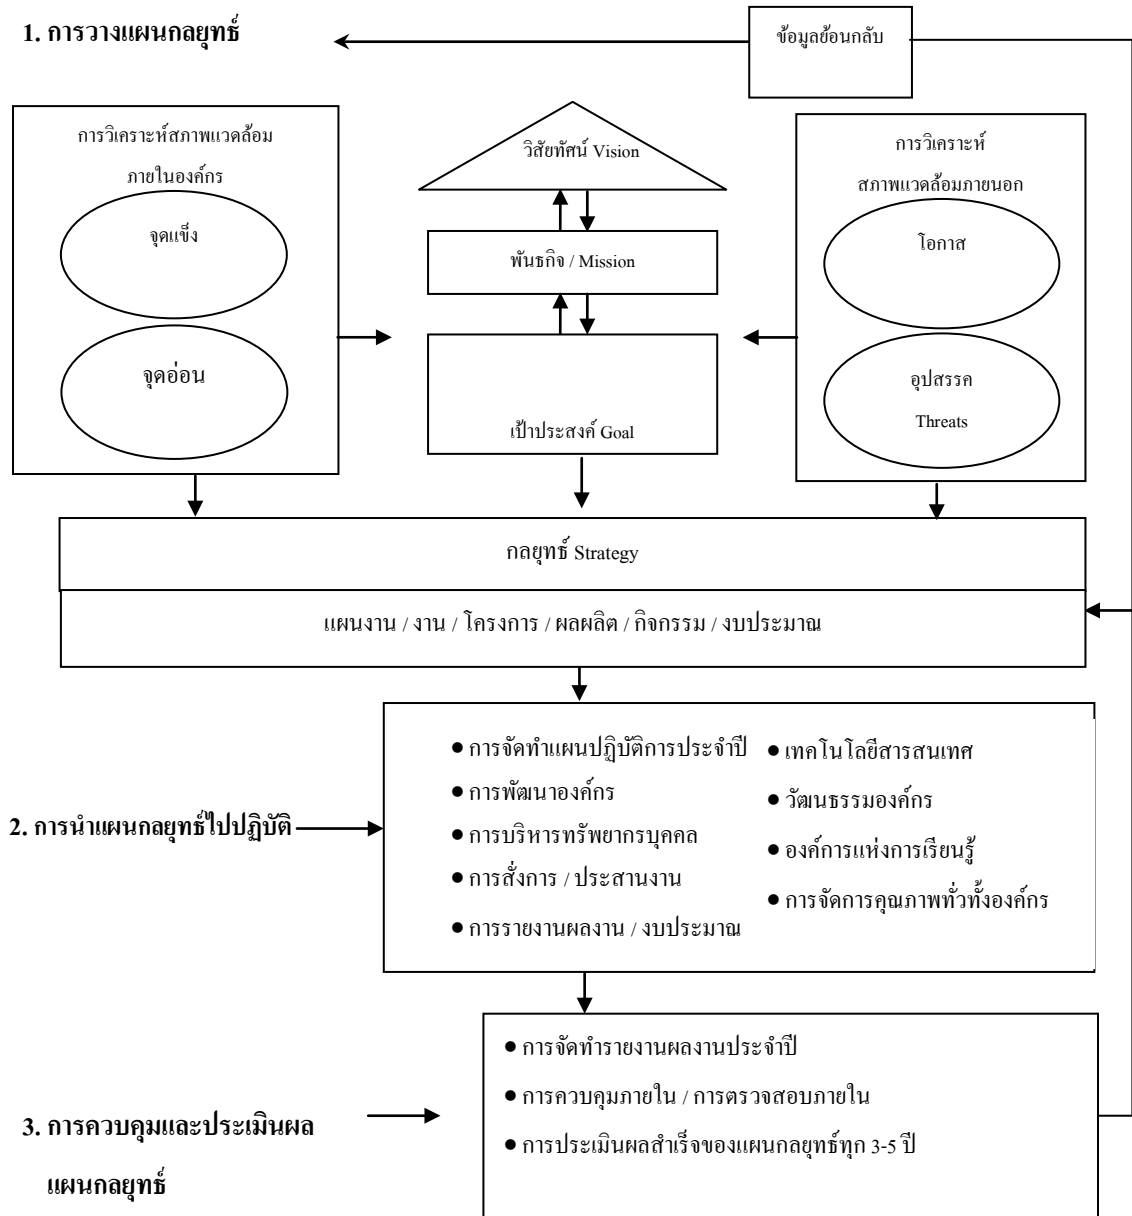 1. การวางแผนกลยุทธ์
ข้อมูลย้อนกลับ
การวิเคราะห์สภาพแวดล้อม
ภายในองค์กร
จุดแข็ง
จุดอ่อน
วิสัยทัศน์ Vision
พันธกิจ / Mission
เป้าประสงค์ Goal
การวิเคราะห์
สภาพแวดล้อมภายนอก
โอกาส
อุปสรรค
Threats
กลยุทธ์ Strategy
แผนงาน / งาน / โครงการ / ผลผลิต / กิจกรรม / งบประมาณ
2. การนำแผนกลยุทธ์ไปปฏิบัติ
● การจัดทำแผนปฏิบัติการประจำปี
● การพัฒนาองค์กร
● การบริหารทรัพยากรบุคคล
● การสั่งการ / ประสานงาน
● การรายงานผลงาน / งบประมาณ
● เทคโนโลยีสารสนเทศ
● วัฒนธรรมองค์กร
● องค์การแห่งการเรียนรู้
● การจัดการคุณภาพทั่วทั้งองค์กร
3. การควบคุมและประเมินผล
แผนกลยุทธ์
● การจัดทำรายงานผลงานประจำปี
● การควบคุมภายใน / การตรวจสอบภายใน
● การประเมินผลสำเร็จของแผนกลยุทธ์ทุก 3-5 ปี